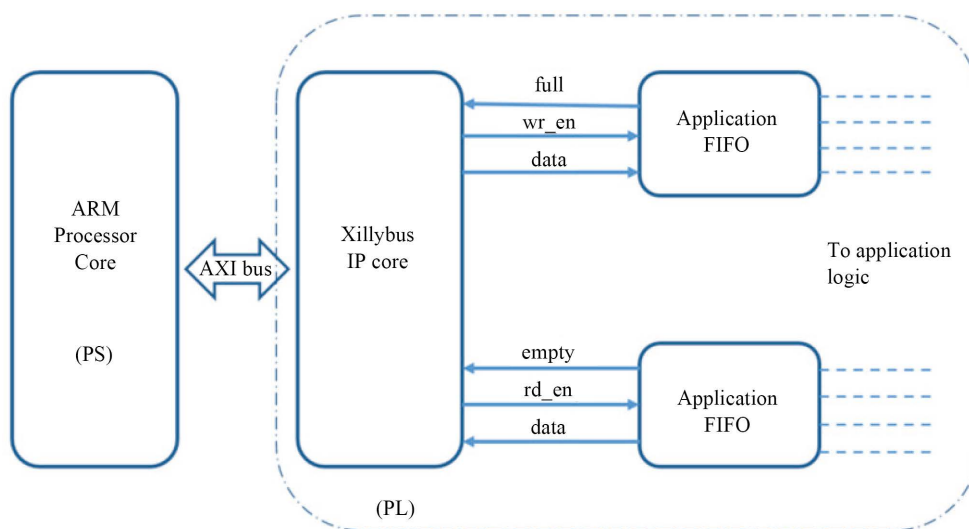 ARM
Processor
Core
(PS)
AXI bus
Xillybus
IP core
(PL)
full
wr_en
data
Application
FIFO
To application
logic
empty
rd_en
data
Application
FIFO